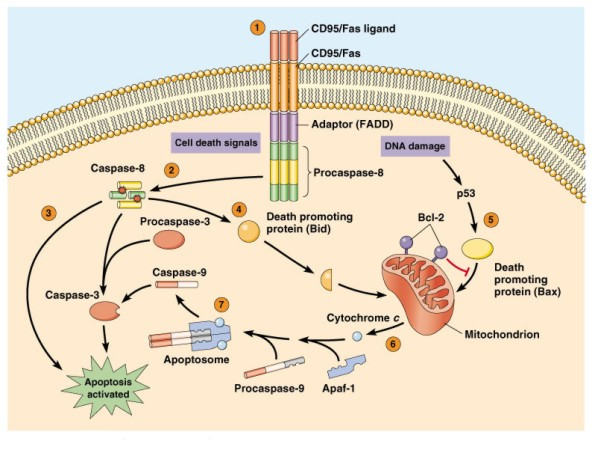 1
CD95/Fas ligand
CD95/Fas
Adaptor (FADD)
Cell death signals
DNA damage
Caspase-8
2
Procaspase-8
p53
3
4
Procaspase-3
Death promoting
protein (Bid)
Bcl-2
5
Caspase-9
Death
promoting
protein (Bax)
Caspase-3
7
Cytochrome c
6
Mitochondrion
Apoptosome
Apoptosis
activated
Procaspase-9
Apaf-1